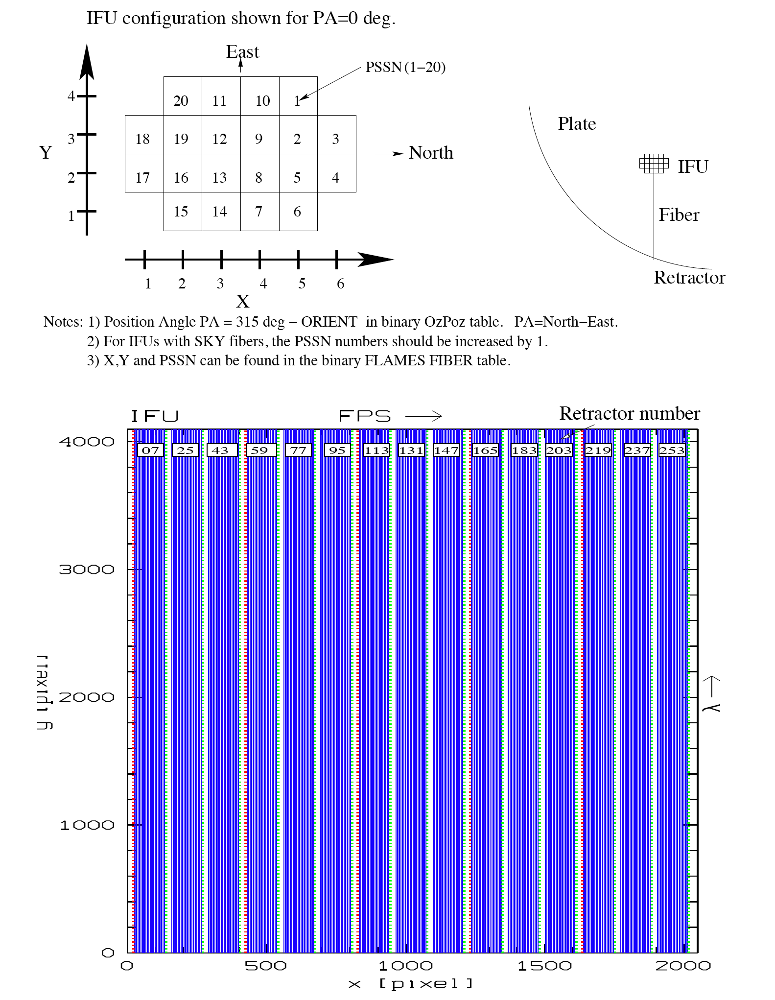 IFU configuration shown for PA=0 deg.
East
PSSN (1−20)
4
20 11 10 1
Plate
3
18 19 12 9 2 3
Y
North
IFU
2
17 16 13 8 5 4
1
15 14 7 6
Fiber
Retractor
1 2 3 4 5 6
X
Notes: 1) Position Angle PA = 315 deg − ORIENT in binary OzPoz table. PA=North−East.
2) For IFUs with SKY fibers, the PSSN numbers should be increased by 1.
3) X,Y and PSSN can be found in the binary FLAMES FIBER table.
IFU
FPS
Retractor number
4000
07 25 43 59 77 95 113 131 147 165 183 203 219 237 253
3000
y [pixel]
2000
λ
1000
0
0 500 1000 1500 2000
x [pixel]